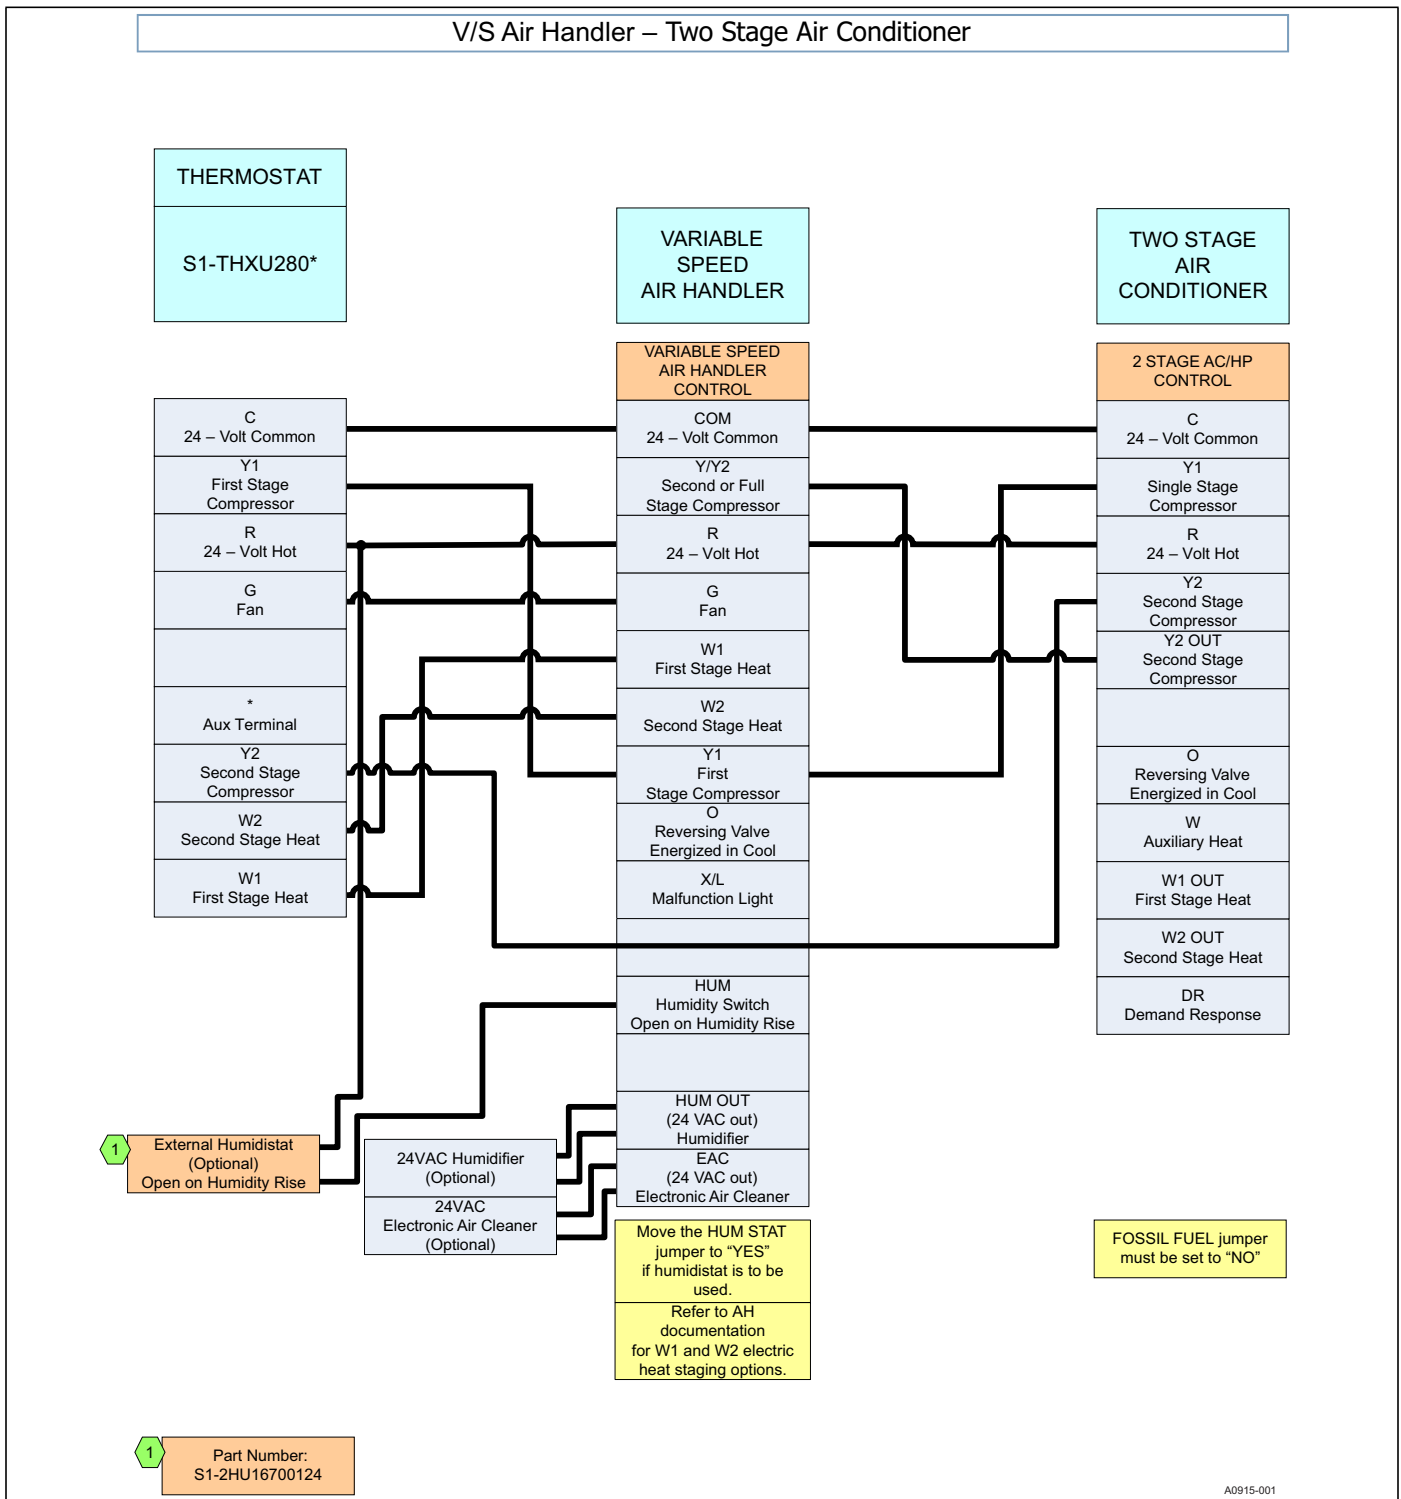 V/S Air Handler – Two Stage Air Conditioner
THERMOSTAT
S1-THXU280*
VARIABLE
SPEED
AIR HANDLER
TWO STAGE
AIR
CONDITIONER
C
24 – Volt Common
Y1
First Stage
Compressor
R
24 – Volt Hot
G
Fan
*
Aux Terminal
Y2
Second Stage
Compressor
W2
Second Stage Heat
W1
First Stage Heat
VARIABLE SPEED
AIR HANDLER
CONTROL
COM
24 – Volt Common
Y/Y2
Second or Full
Stage Compressor
R
24 – Volt Hot
G
Fan
W1
First Stage Heat
W2
Second Stage Heat
Y1
First
Stage Compressor
O
Reversing Valve
Energized in Cool
X/L
Malfunction Light
HUM
Humidity Switch
Open on Humidity Rise
HUM OUT
(24 VAC out)
Humidifier
EAC
(24 VAC out)
Electronic Air Cleaner
2 STAGE AC/HP
CONTROL
C
24 – Volt Common
Y1
Single Stage
Compressor
R
24 – Volt Hot
Y2
Second Stage
Compressor
Y2 OUT
Second Stage
Compressor
O
Reversing Valve
Energized in Cool
W
Auxiliary Heat
W1 OUT
First Stage Heat
W2 OUT
Second Stage Heat
DR
Demand Response
1
External Humidistat
(Optional)
Open on Humidity Rise
24VAC Humidifier
(Optional)
24VAC
Electronic Air Cleaner
(Optional)
Move the HUM STAT
jumper to “YES”
if humidistat is to be
used.
Refer to AH
documentation
for W1 and W2 electric
heat staging options.
FOSSIL FUEL jumper
must be set to “NO”
1
Part Number:
S1-2HU16700124
A0915-001